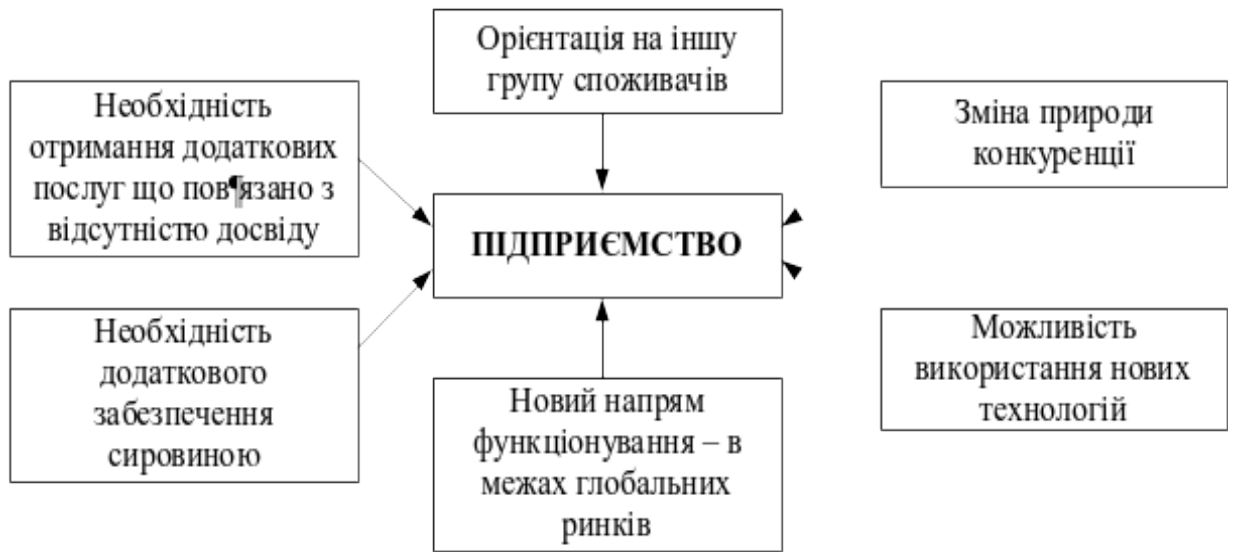 Орієнтація на іншу
групу споживачів
Необхідність
отримання додаткових
послуг що пов¶язано з
відсутністю досвіду
Зміна природи
конкуренції
ПІДПРИЄМСТВО
Необхідність
додаткового
забезпечення
сировиною
Новий напрям
функціонування – в
межах глобальних
ринків
Можливість
використання нових
технологій